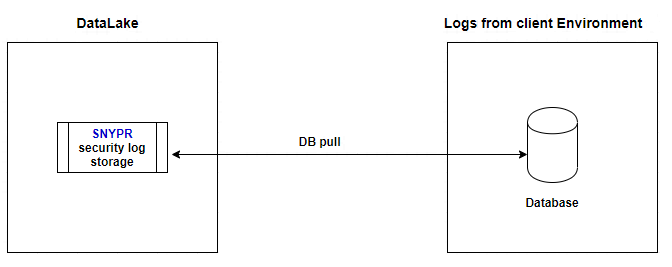 DataLake
Logs from client Environment
SNYPR
security log
storage
DB pull
Database